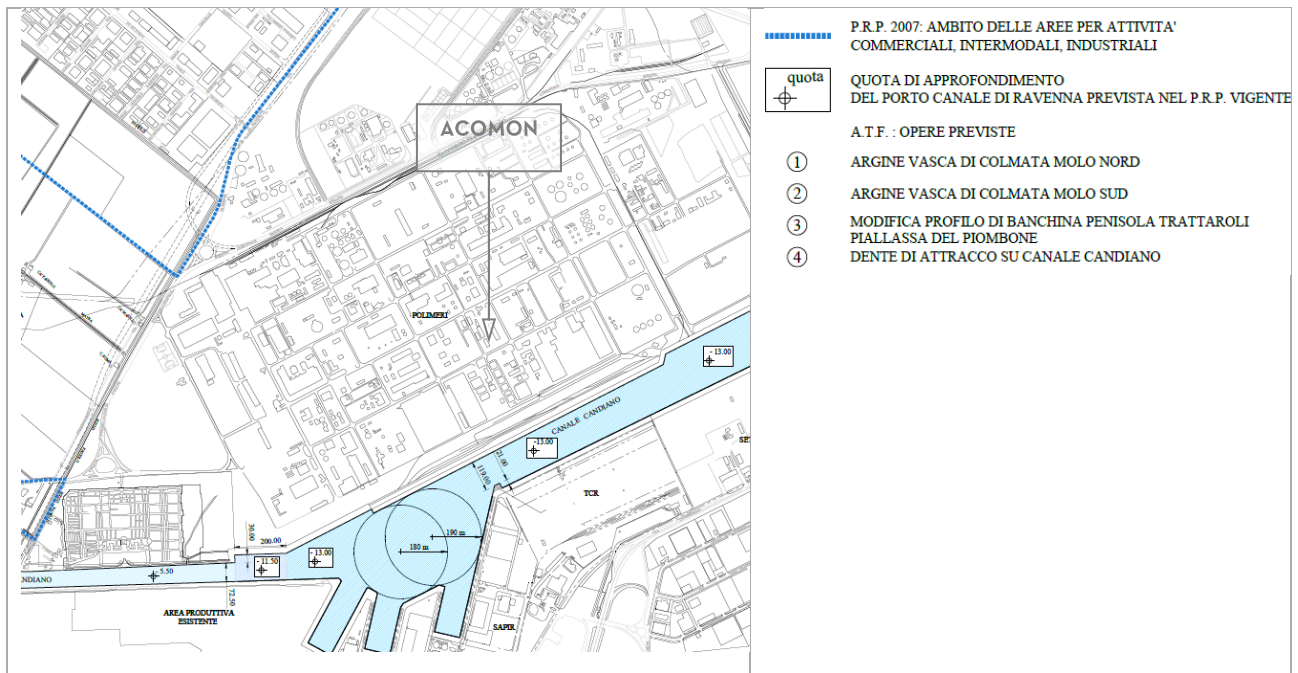 ACOMON
POLIMERI
- 13.00
CANALE CANDIANO
-13.00
21.00
119.00
SE
TCR
190 m
180 m
30.00
200.00
- 13.00
- 11.50
- 5.50
ANDIANO
72.50
AREA PRODUTTIVA
ESISTENTE
SAPIR
P.R.P. 2007: AMBITO DELLE AREE PER ATTIVITA'
COMMERCIALI, INTERMODALI, INDUSTRIALI
quota
QUOTA DI APPROFONDIMENTO
DEL PORTO CANALE DI RAVENNA PREVISTA NEL P.R.P. VIGENTE
A.T.F. : OPERE PREVISTE
1 ARGINE VASCA DI COLMATA MOLO NORD
2 ARGINE VASCA DI COLMATA MOLO SUD
3 MODIFICA PROFILO DI BANCHINA PENISOLA TRATTAROLI
PIALLASSA DEL PIOMBONE
4 DENTE DI ATTRACCO SU CANALE CANDIANO